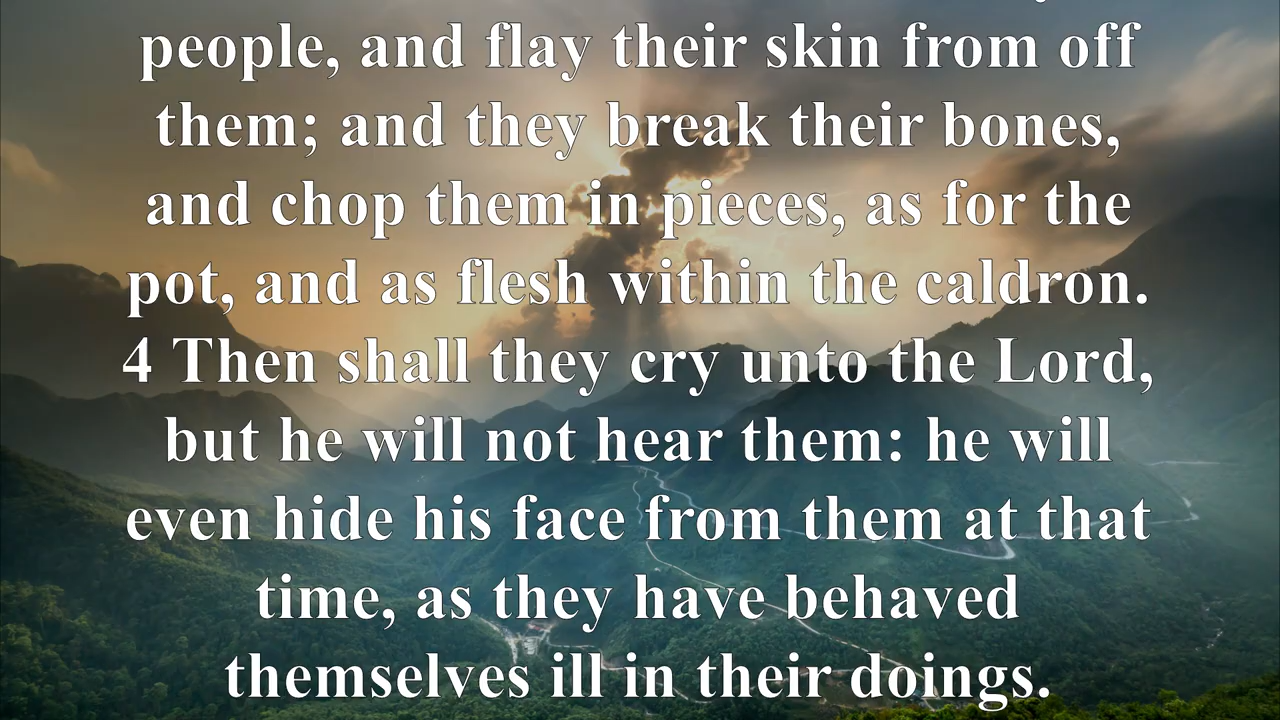 people, and flay their skin from off
them; and they break their bones,
and chop them in pieces, as for the
pot, and as flesh within the caldron.
4 Then shall they cry unto the Lord,
but he will not hear them: he will
even hide his face from them at that
time, as they have behaved
themselves ill in their doings.